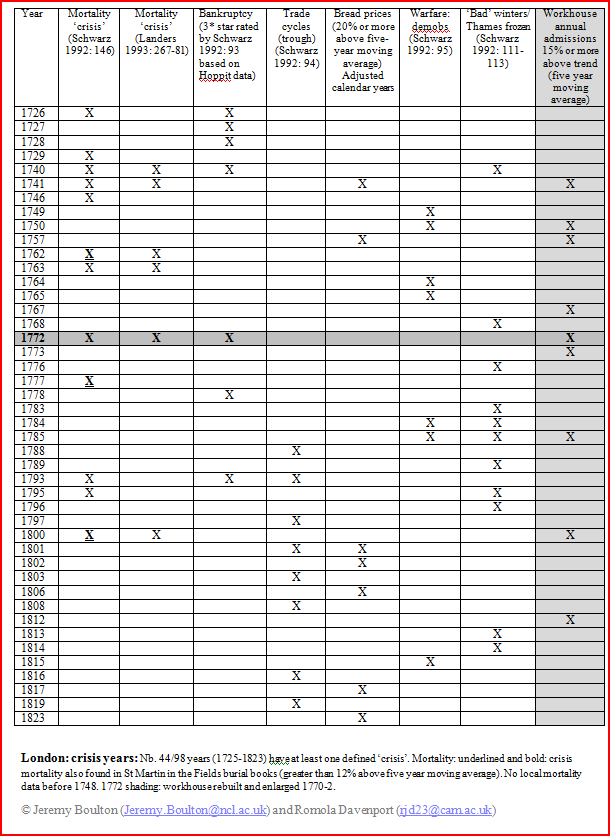 Year
Mortality
'crisis'
(Schwarz
1992: 146)
Mortality
'crisis'
(Landers
1993: 267-81)
Bankruptcy
(3* star rated
by Schwarz
1992: 93
based on
Hoppit data)
Trade
cycles
(trough)
(Schwarz
1992: 94)
Bread prices
(20% or more
above five-
year moving
average)
Adjusted
calendar years
Warfare:
demobs
(Schwarz
1992: 95)
'Bad' winters/
Thames frozen
(Schwarz
1992: 111-
113)
Workhouse
annual
admissions
15% or more
above trend
(five year
moving
average)
1726 X X
1727 X
1728 X
1729 X
1740 X X X X
1741 X X X X
1746 X
1749 X
1750 X X
1757 X X
1762 X X
1763 X X
1764 X
1765 X
1767 X
1768 X
1772 X X X X
1773 X
1776 X
1777 X
1778 X
1783 X
1784 X X
1785 X X X
1788 X
1789 X
1793 X X X
1795 X X
1796 X
1797 X
1800 X X X
1801 X X
1802 X
1803 X
1806 X
1808 X
1812 X
1813 X
1814 X
1815 X
1816 X
1817 X
1819 X
1823 X
London: crisis years: Nb. 44/98 years (1725-1823) have at least one defined 'crisis'. Mortality: underlined and bold: crisis
mortality also found in St Martin in the Fields burial books (greater than 12% above five year moving average). No local mortality
data before 1748. 1772 shading: workhouse rebuilt and enlarged 1770-2.
© Jeremy Boulton (Jeremy.Boulton@ncl.ac.uk) and Romola Davenport (rjd23@cam.ac.uk)